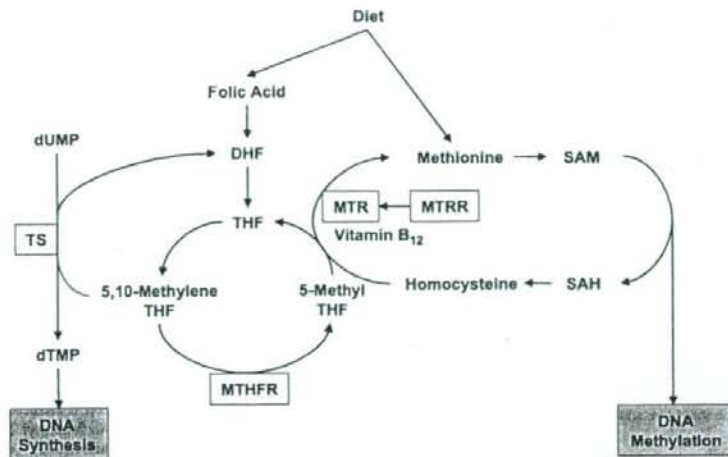 Diet
Folic Acid
dUMP
DHF
Methionine
SAM
MTR
MTRR
THF
Vitamin B₁₂
TS
5,10-Methylene
THF
5-Methyl
THF
Homocysteine
SAH
dTMP
MTHFR
DNA
Synthesis
DNA
Methylation